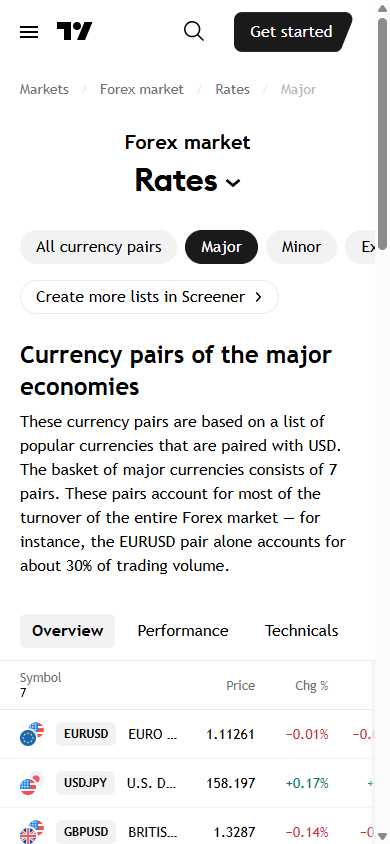 Get started
Markets / Forex market / Rates / Major
Forex market
Rates
All currency pairs Major Minor Ex
Create more lists in Screener
Currency pairs of the major
economies
These currency pairs are based on a list of
popular currencies that are paired with USD.
The basket of major currencies consists of 7
pairs. These pairs account for most of the
turnover of the entire Forex market — for
instance, the EURUSD pair alone accounts for
about 30% of trading volume.
Overview Performance Technicals
Symbol Price Chg %
7
EURUSD EURO ... 1.11261 −0.01% −0.
USDJPY U.S. D... 158.197 +0.17% +
GBPUSD BRITIS... 1.3287 −0.14% −0.